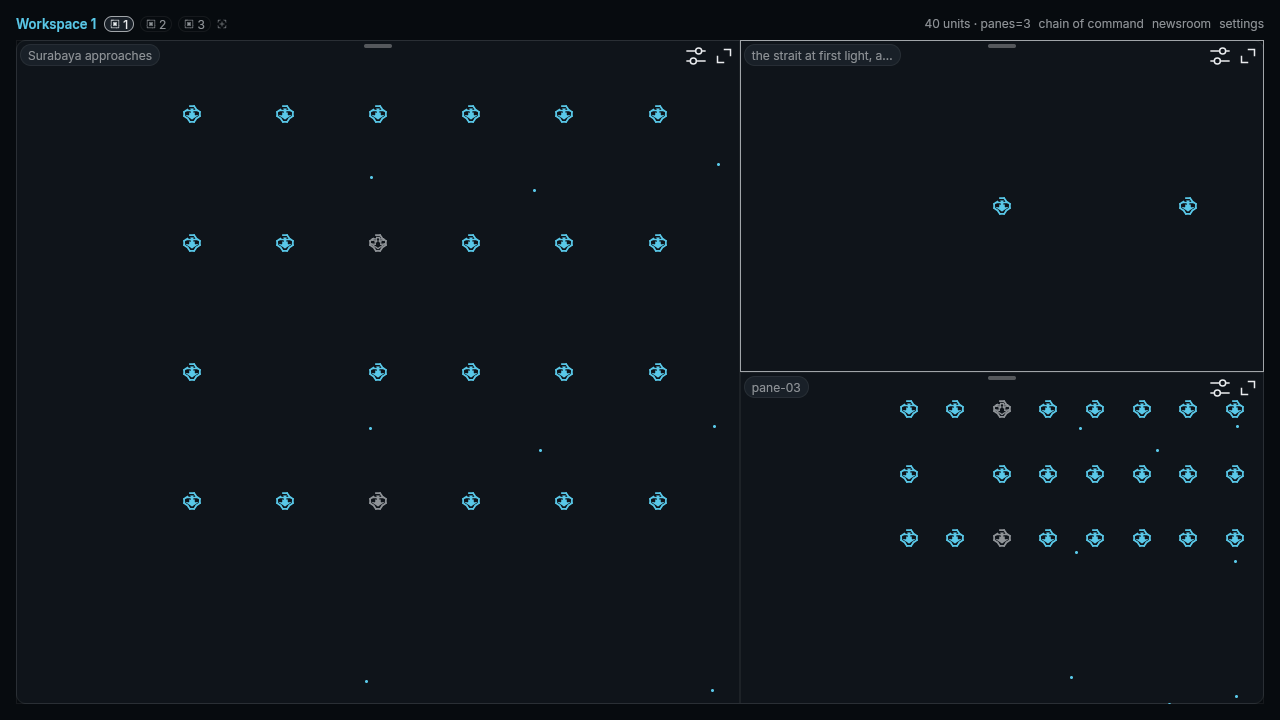 Workspace 1 1 2 3
40 units · panes=3 chain of command newsroom settings
Surabaya approaches
the strait at first light, a...
pane-03